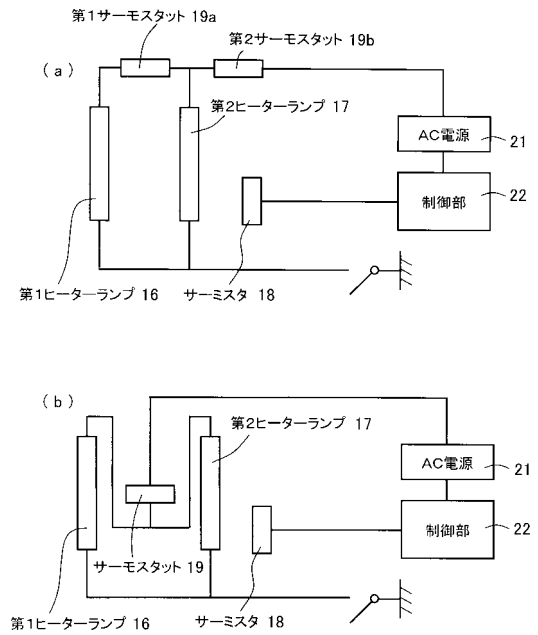 第1サーモスタット 19a
第2サーモスタット 19b
(a)
第2ヒーターランプ 17
AC電源
21
制御部
22
第1ヒーターランプ 16
サーミスタ 18
(b)
第2ヒーターランプ 17
AC電源
21
制御部
22
サーモスタット 19
第1ヒーターランプ 16
サーミスタ 18